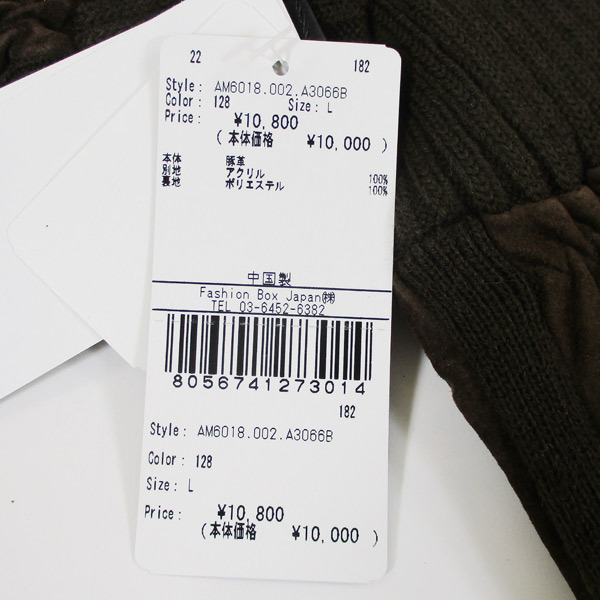 22 182
Style: AM6018.002.A3066B
Color: 128 Size: L
Price: ¥10,800
(本体価格 ¥10,000)
本体 豚革
別地 アクリル 100%
裏地 ポリエステル 100%
中国製
Fashion Box Japan㈱
TEL 03-6452-6382
8056741273014
182
Style: AM6018.002.A3066B
Color: 128
Size: L
Price: ¥10,800
(本体価格 ¥10,000)